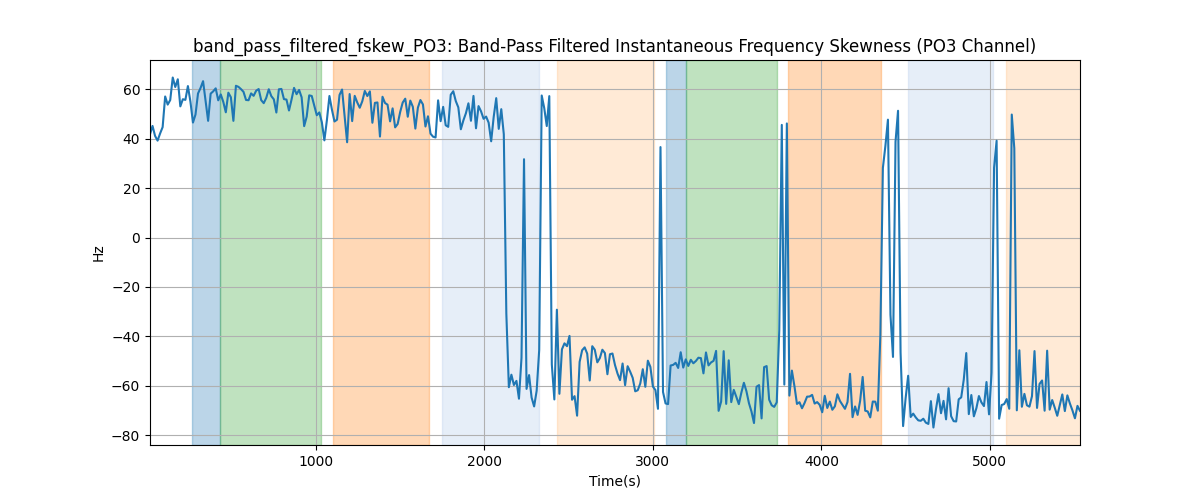 band_pass_filtered_fskew_PO3: Band-Pass Filtered Instantaneous Frequency Skewness (PO3 Channel)
60
40
20
0
−20
−40
−60
−80
Hz
1000 2000 3000 4000 5000
Time(s)